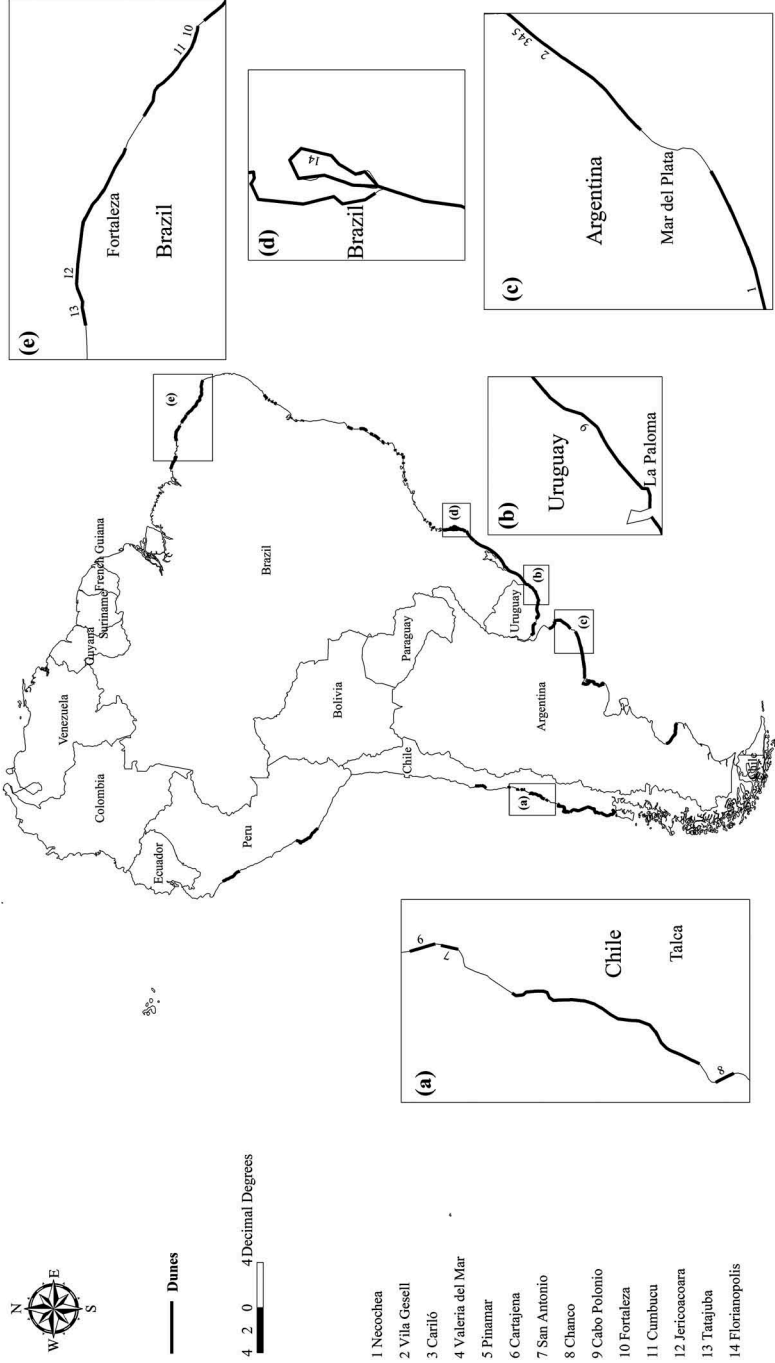 N
W E
S
Dunes
4 2 0 4 Decimal Degrees
1 Necochea
2 Vila Gesell
3 Cariló
4 Valeria del Mar
5 Pinamar
6 Cartajena
7 San Antonio
8 Chanco
9 Cabo Polonio
10 Fortaleza
11 Cumbucu
12 Jericoacoara
13 Tatajuba
14 Florianopolis
Venezuela
Guyana
Suriname
French Guiana
Colombia
Ecuador
Peru
Brazil
Bolivia
Paraguay
Chile
Uruguay
Argentina
Chile
(a)
(b)
(c)
(d)
(e)
(a)
6
7
Chile
Talca
8
(b)
Uruguay
9
La Paloma
(e)
13
12
11
10
Fortaleza
Brazil
(d)
14
Brazil
(c)
Argentina
Mar del Plata
1
2
345